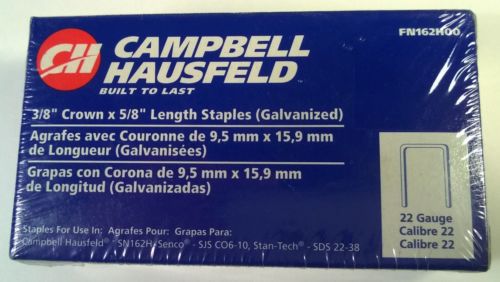 CH
CAMPBELL
HAUSFELD
BUILT TO LAST
FN162H00
3/8" Crown x 5/8" Length Staples (Galvanized)
Agrafes avec Couronne de 9,5 mm x 15,9 mm
de Longueur (Galvanisées)
Grapas con Corona de 9,5 mm x 15,9 mm
de Longitud (Galvanizadas)
22 Gauge
Calibre 22
Calibre 22
Staples For Use In: Agrafes Pour: Grapas Para:
Campbell Hausfeld® - SN162H, Senco® - SJS CO6-10, Stan-Tech® - SDS 22-38